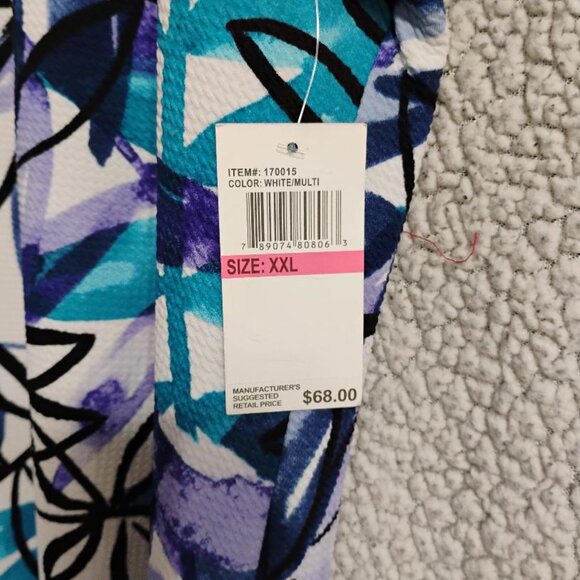 ITEM#: 170015
COLOR: WHITE/MULTI
7 89074 80806 3
SIZE: XXL
MANUFACTURER'S
SUGGESTED
RETAIL PRICE $68.00